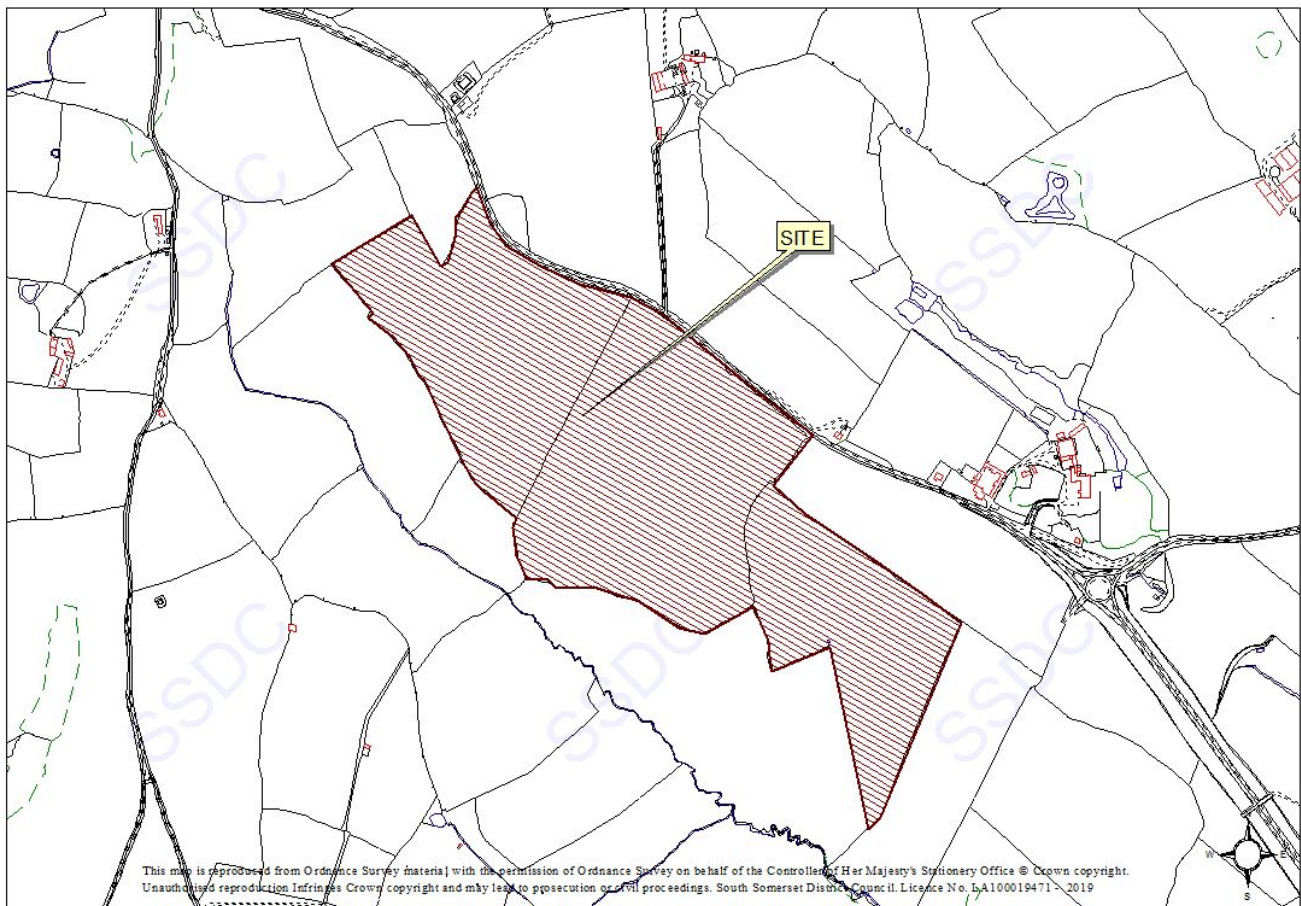 SSDC
SSDC
SITE
SSDC
SSDC
SSDC
W E
S
This map is reproduced from Ordnance Survey material with the permission of Ordnance Survey on behalf of the Controller of Her Majesty's Stationery Office © Crown copyright.
Unauthorised reproduction Infringes Crown copyright and may lead to prosecution or civil proceedings. South Somerset District Council. Licence No. LA100019471 - 2019